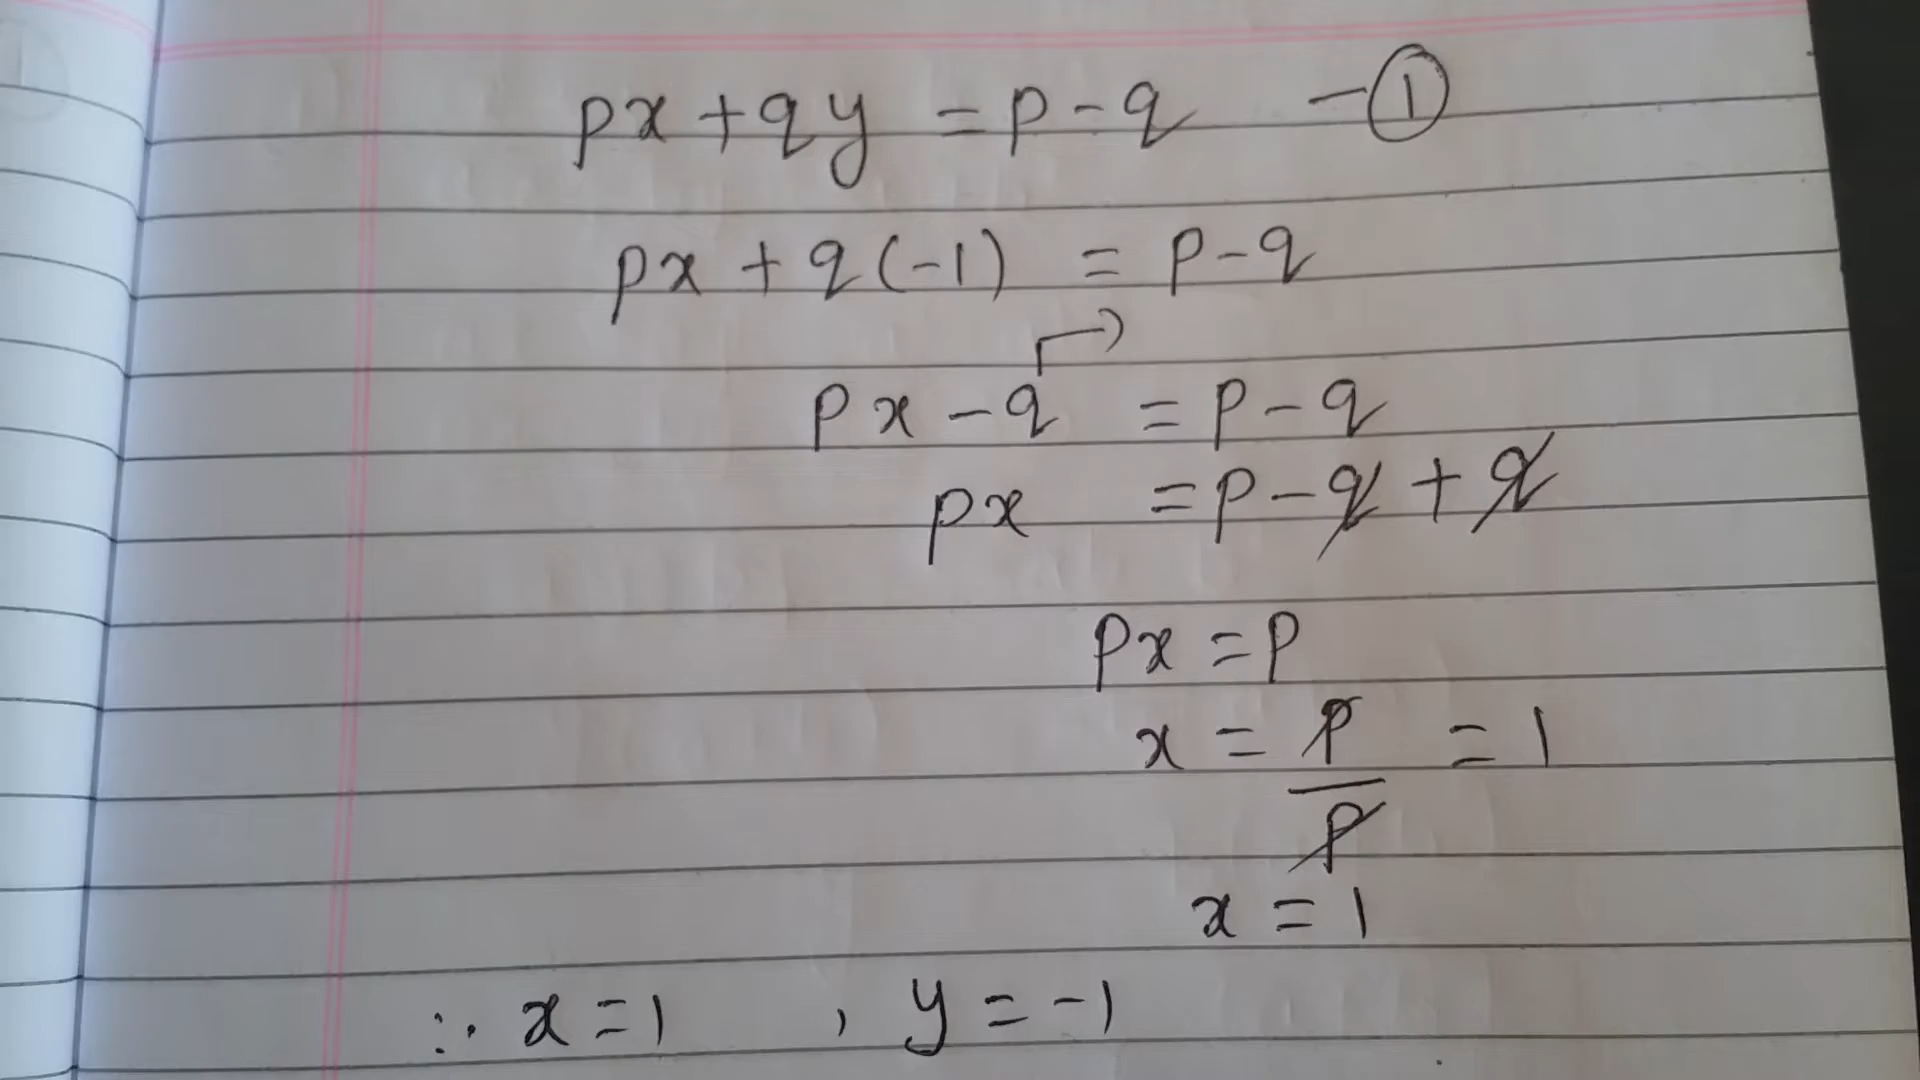 px + qy = p - q - ①
px + q(-1) = p - q
px - q = p - q
px = p - q + q
px = p
x = p/p = 1
x = 1
∴ x = 1 , y = -1